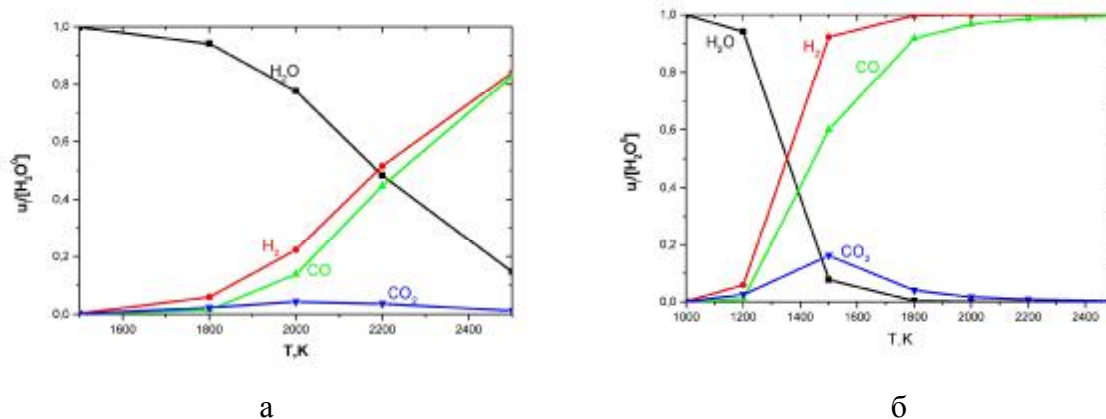 1,0
0,8
0,6
0,4
0,2
0,0
u/[H₂O⁰]
H₂O
H₂
CO
CO₂
1600 1800 2000 2200 2400
T,K
а
1,0
0,8
0,6
0,4
0,2
0,0
u/[H₂O⁰]
H₂O
H₂
CO
CO₂
1000 1200 1400 1600 1800 2000 2200 2400
T,K
б